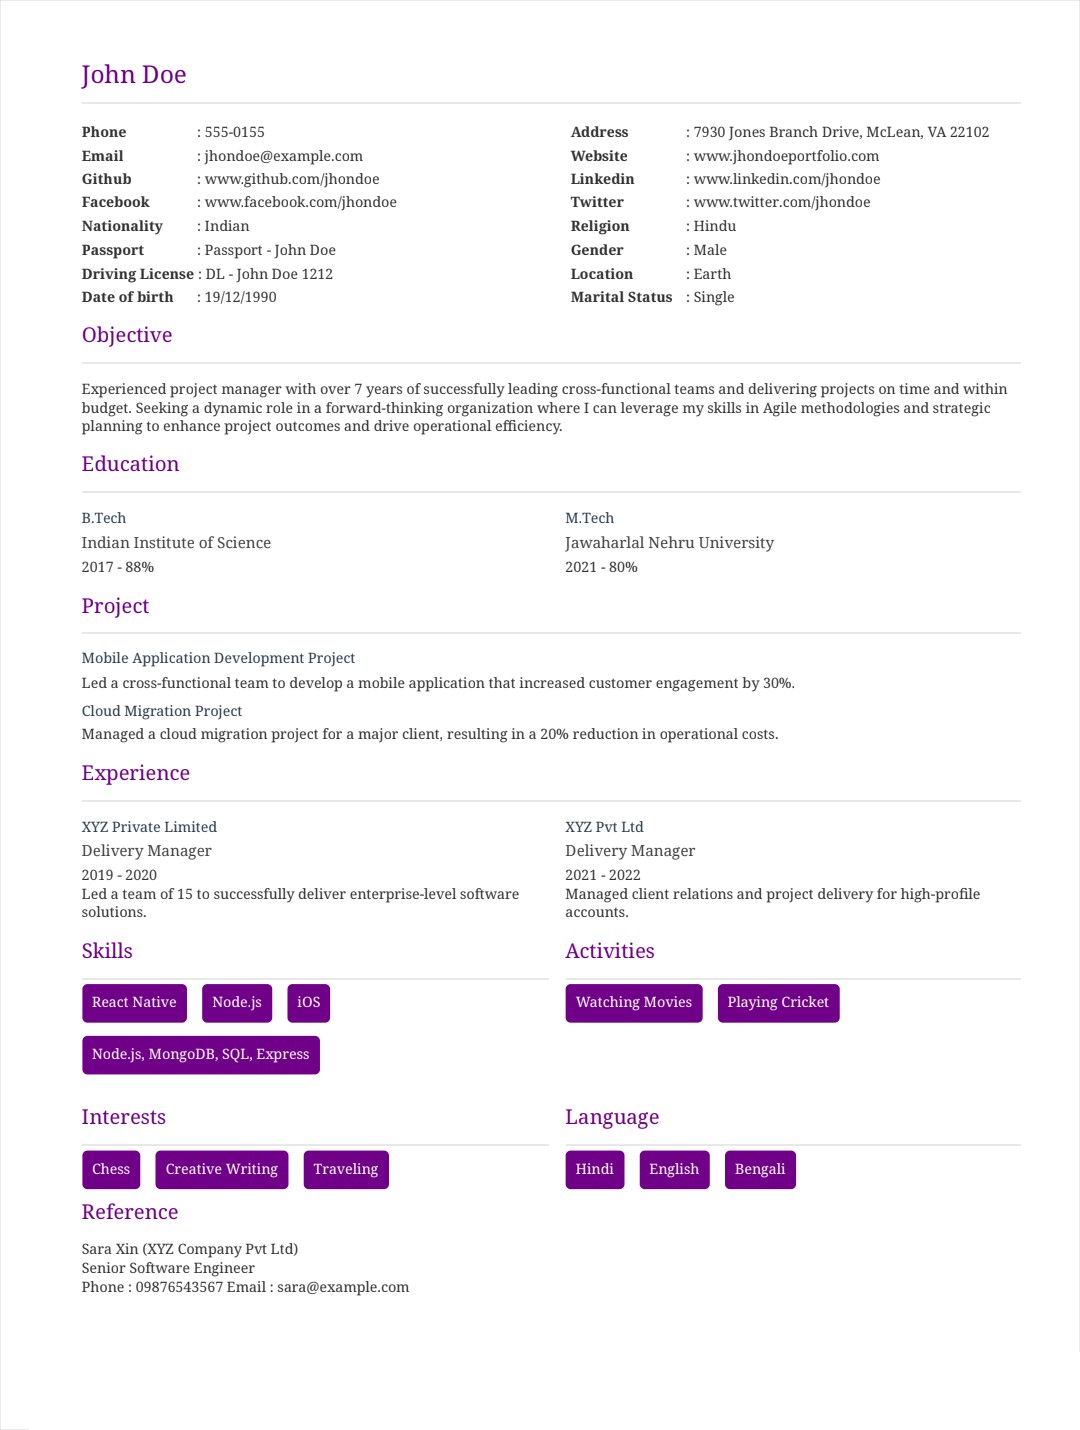 John Doe
Phone : 555-0155
Address : 7930 Jones Branch Drive, McLean, VA 22102
Email : jhondoe@example.com
Website : www.jhondoeportfolio.com
Github : www.github.com/jhondoe
Linkedin : www.linkedin.com/jhondoe
Facebook : www.facebook.com/jhondoe
Twitter : www.twitter.com/jhondoe
Nationality : Indian
Religion : Hindu
Passport : Passport - John Doe
Gender : Male
Driving License : DL - John Doe 1212
Location : Earth
Date of birth : 19/12/1990
Marital Status : Single
Objective
Experienced project manager with over 7 years of successfully leading cross-functional teams and delivering projects on time and within
budget. Seeking a dynamic role in a forward-thinking organization where I can leverage my skills in Agile methodologies and strategic
planning to enhance project outcomes and drive operational efficiency.
Education
B.Tech
Indian Institute of Science
2017 - 88%
M.Tech
Jawaharlal Nehru University
2021 - 80%
Project
Mobile Application Development Project
Led a cross-functional team to develop a mobile application that increased customer engagement by 30%.
Cloud Migration Project
Managed a cloud migration project for a major client, resulting in a 20% reduction in operational costs.
Experience
XYZ Private Limited
Delivery Manager
2019 - 2020
Led a team of 15 to successfully deliver enterprise-level software
solutions.
XYZ Pvt Ltd
Delivery Manager
2021 - 2022
Managed client relations and project delivery for high-profile
accounts.
Skills
React Native Node.js iOS
Node.js, MongoDB, SQL, Express
Activities
Watching Movies Playing Cricket
Interests
Chess Creative Writing Traveling
Language
Hindi English Bengali
Reference
Sara Xin (XYZ Company Pvt Ltd)
Senior Software Engineer
Phone : 09876543567 Email : sara@example.com